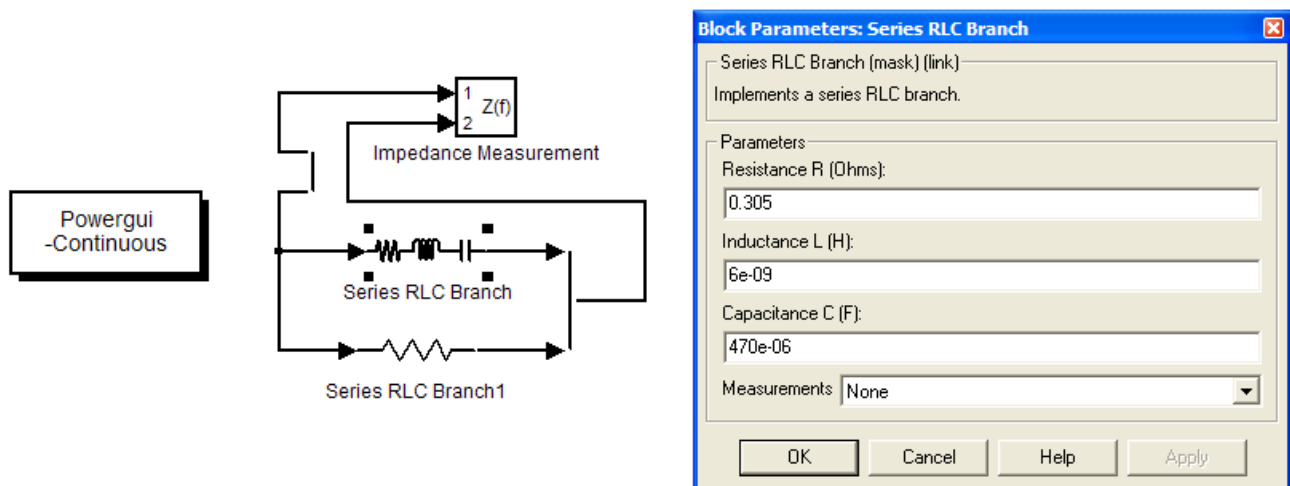 Powergui
-Continuous
1
Z(f)
2
Impedance Measurement
Series RLC Branch
Series RLC Branch1
Block Parameters: Series RLC Branch
Series RLC Branch (mask) (link)
Implements a series RLC branch.
Parameters
Resistance R (Ohms):
0.305
Inductance L (H):
6e-09
Capacitance C (F):
470e-06
Measurements None
OK Cancel Help Apply